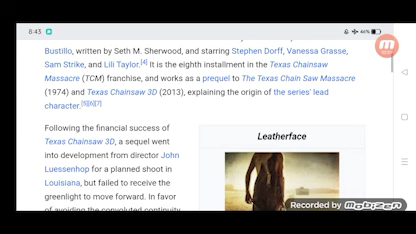 8:43
46%
Bustillo, written by Seth M. Sherwood, and starring Stephen Dorff, Vanessa Grasse,
Sam Strike, and Lili Taylor.[4] It is the eighth installment in the Texas Chainsaw
Massacre (TCM) franchise, and works as a prequel to The Texas Chain Saw Massacre
(1974) and Texas Chainsaw 3D (2013), explaining the origin of the series' lead
character.[5][6][7]
Following the financial success of
Texas Chainsaw 3D, a sequel went
into development from director John
Luessenhop for a planned shoot in
Louisiana, but failed to receive the
greenlight to move forward. In favor
of avoiding the convoluted continuity
Leatherface
Recorded by mobizen